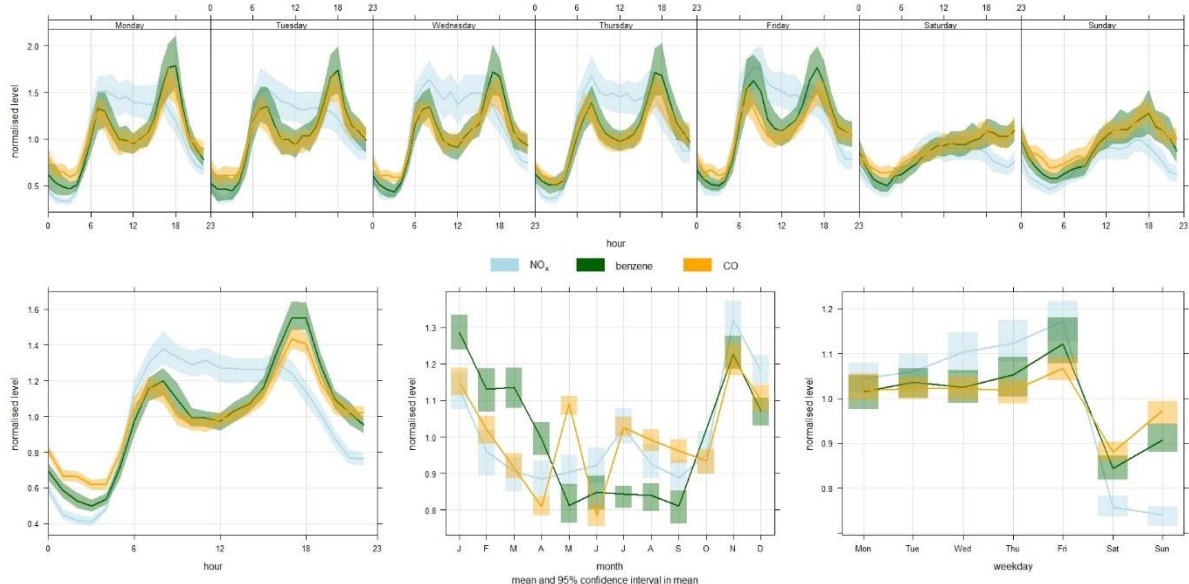 0 6 12 18 23 0 6 12 18 23 0 6 12 18 23
Monday Tuesday Wednesday Thursday Friday Saturday Sunday
2.0
1.5
1.0
0.5
normalised level
0 6 12 18 23 0 6 12 18 23 0 6 12 18 23 0 6 12 18 23
hour
NOx benzene CO
1.6
1.4
1.2
1.0
0.8
0.6
0.4
normalised level
0 6 12 18 23
hour
1.3
1.2
1.1
1.0
0.9
0.8
normalised level
J F M A M J J A S O N D
month
mean and 95% confidence interval in mean
1.2
1.1
1.0
0.9
0.8
0.7
normalised level
Mon Tue Wed Thu Fri Sat Sun
weekday